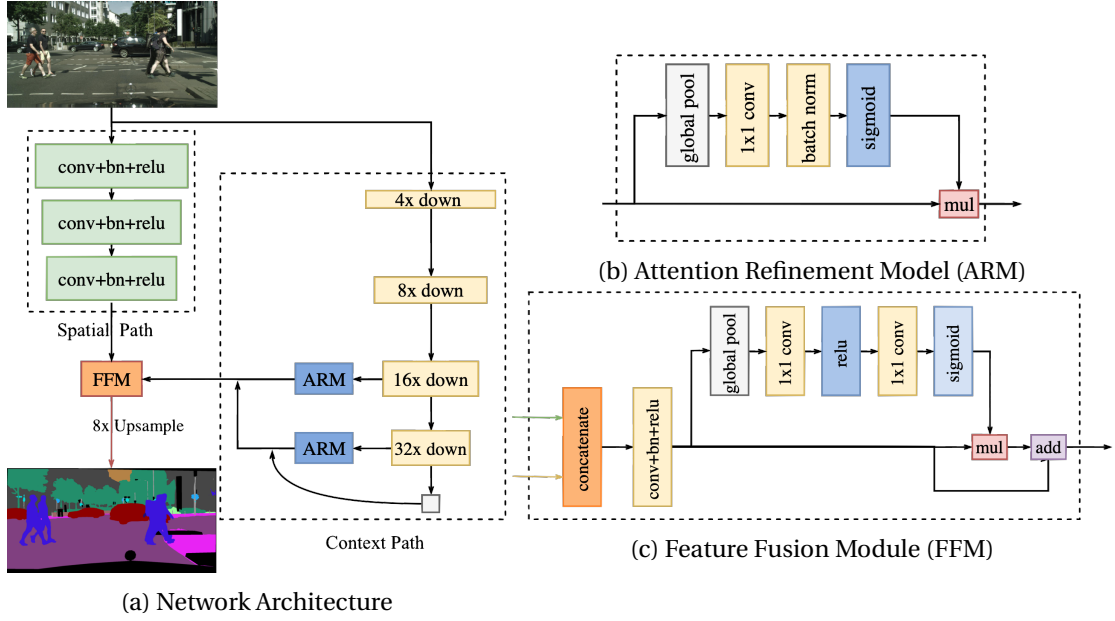 conv+bn+relu
conv+bn+relu
conv+bn+relu
Spatial Path
FFM
8x Upsample
4x down
8x down
ARM
16x down
ARM
32x down
Context Path
(a) Network Architecture
global pool
1x1 conv
batch norm
sigmoid
mul
(b) Attention Refinement Model (ARM)
global pool
1x1 conv
relu
1x1 conv
sigmoid
concatenate
conv+bn+relu
mul
add
(c) Feature Fusion Module (FFM)